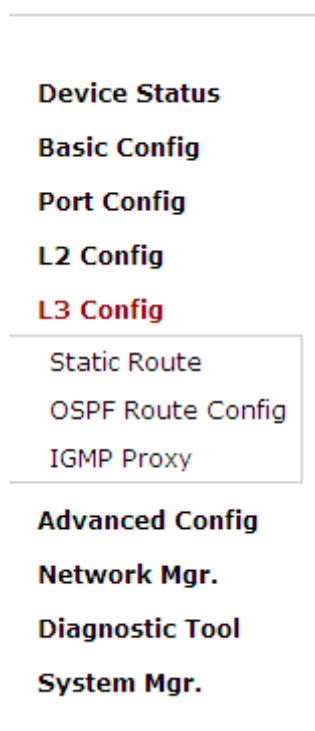 Device Status
Basic Config
Port Config
L2 Config
L3 Config
Static Route
OSPF Route Config
IGMP Proxy
Advanced Config
Network Mgr.
Diagnostic Tool
System Mgr.